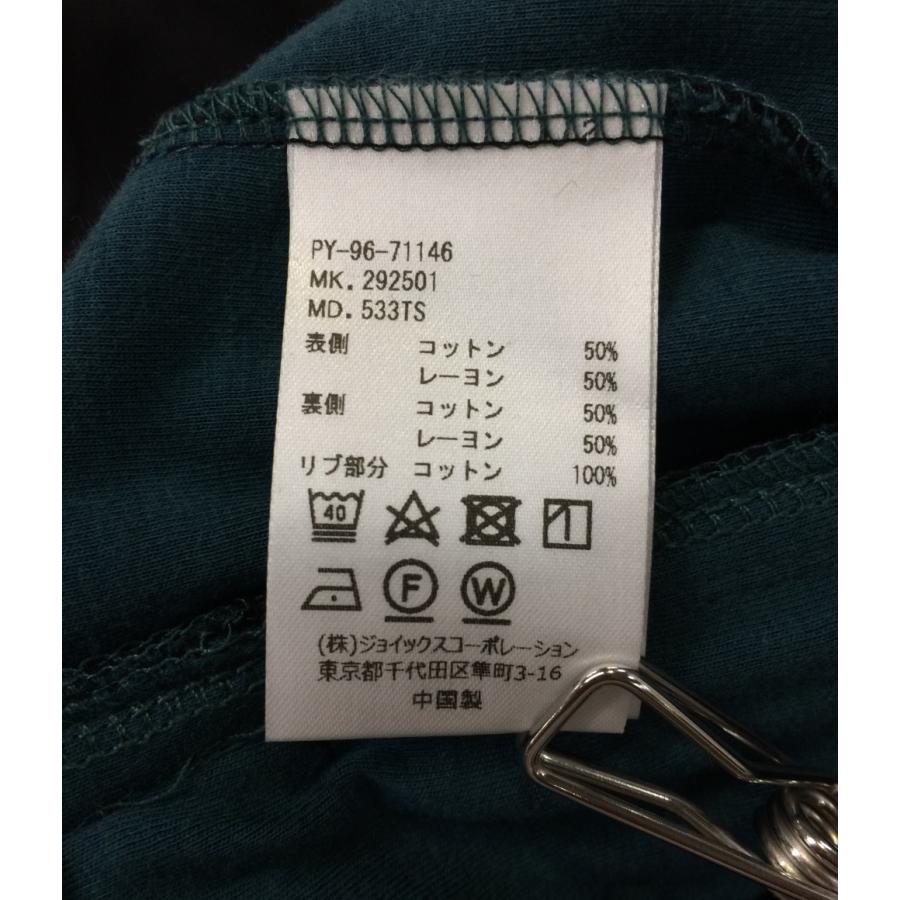 PY-96-71146
MK. 292501
MD. 533TS
表側 コットン 50%
レーヨン 50%
裏側 コットン 50%
レーヨン 50%
リブ部分 コットン 100%
40
F W
(株)ジョイックスコーポレーション
東京都千代田区隼町3-16
中国製